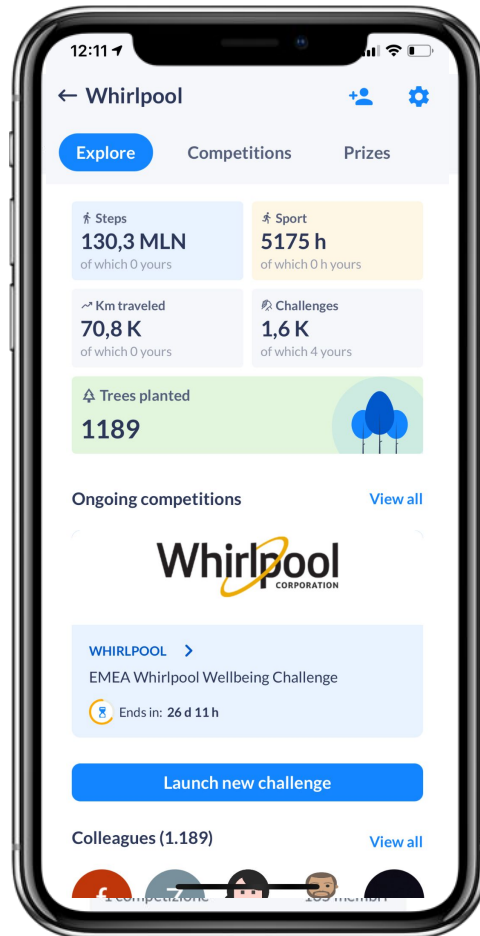 12:11
Whirlpool
Explore Competitions Prizes
Steps
130,3 MLN
of which 0 yours
Sport
5175 h
of which 0 h yours
Km traveled
70,8 K
of which 0 yours
Challenges
1,6 K
of which 4 yours
Trees planted
1189
Ongoing competitions View all
Whirlpool
CORPORATION
WHIRLPOOL
EMEA Whirlpool Wellbeing Challenge
Ends in: 26 d 11 h
Launch new challenge
Colleagues (1.189) View all
f Z
1 competizione membri